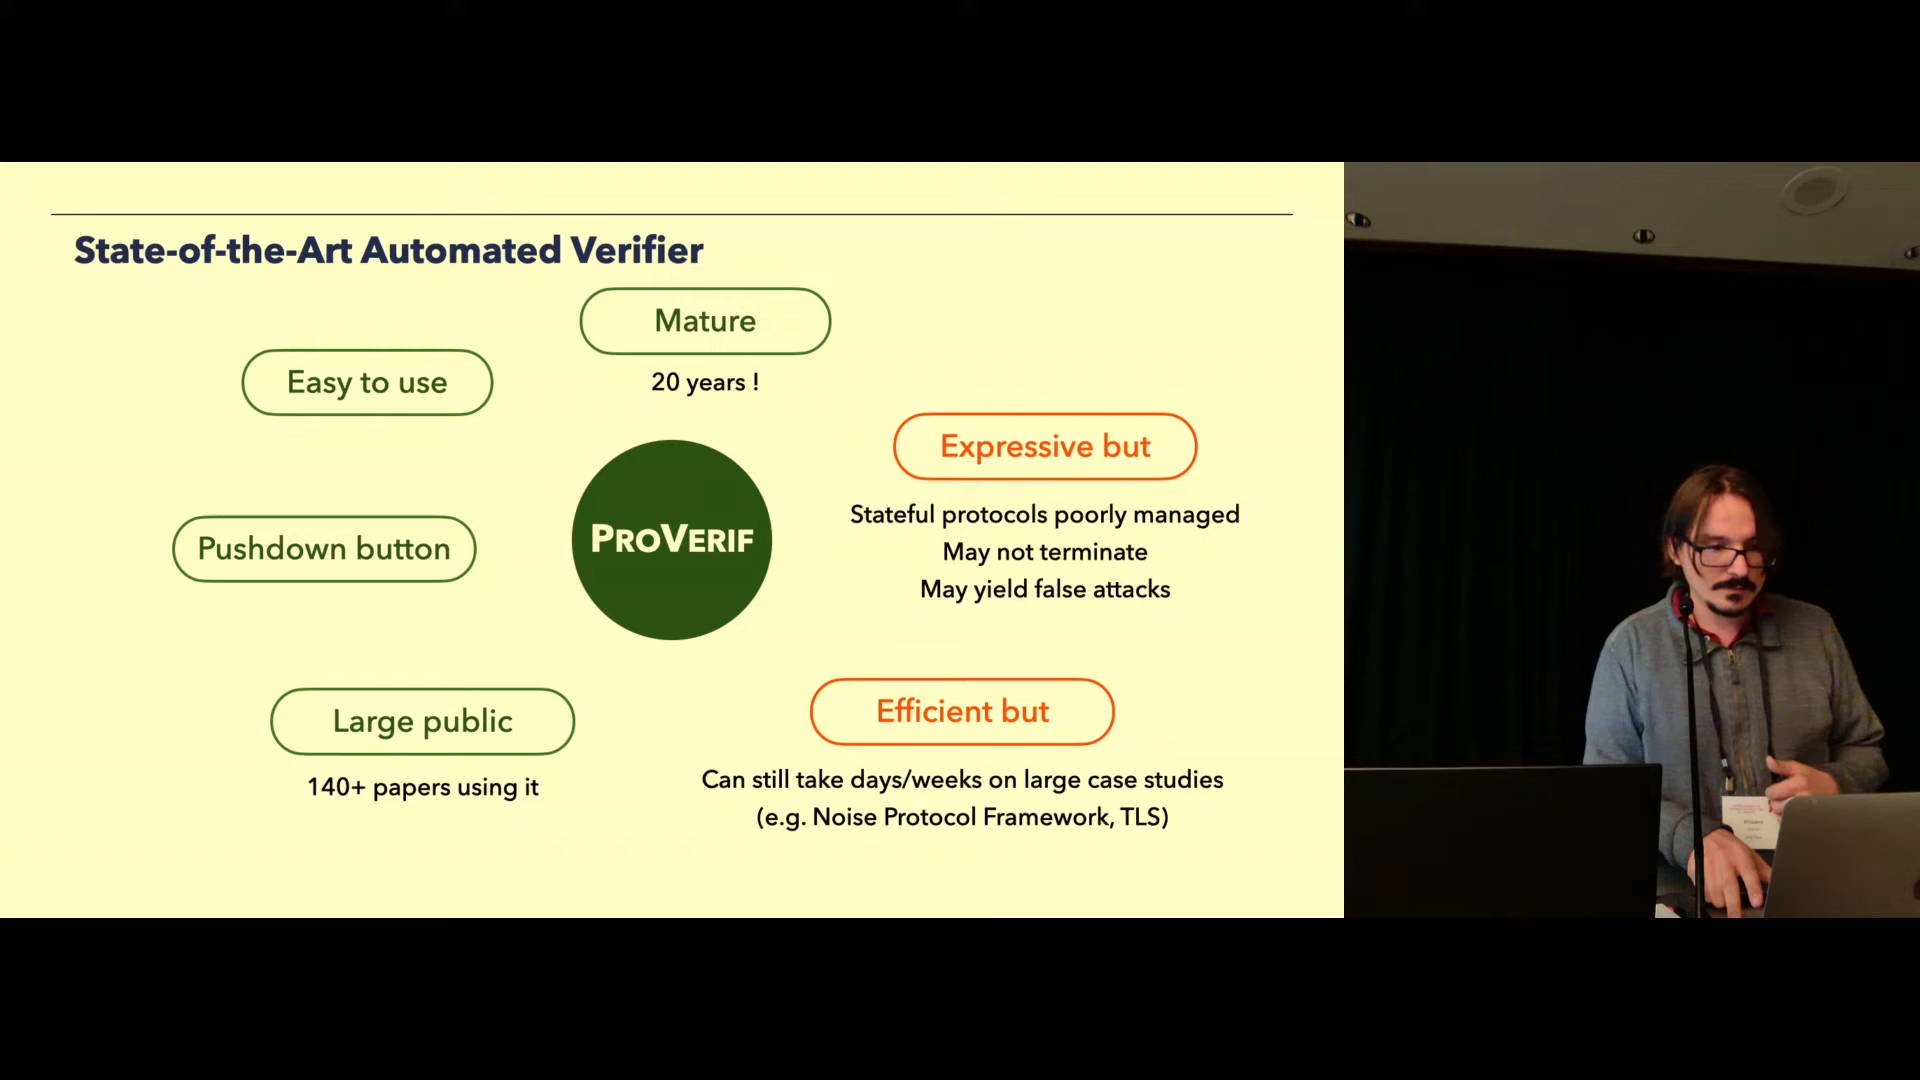 State-of-the-Art Automated Verifier
Mature
20 years !
Easy to use
Expressive but
Stateful protocols poorly managed
May not terminate
May yield false attacks
Pushdown button
PROVERIF
Large public
140+ papers using it
Efficient but
Can still take days/weeks on large case studies
(e.g. Noise Protocol Framework, TLS)